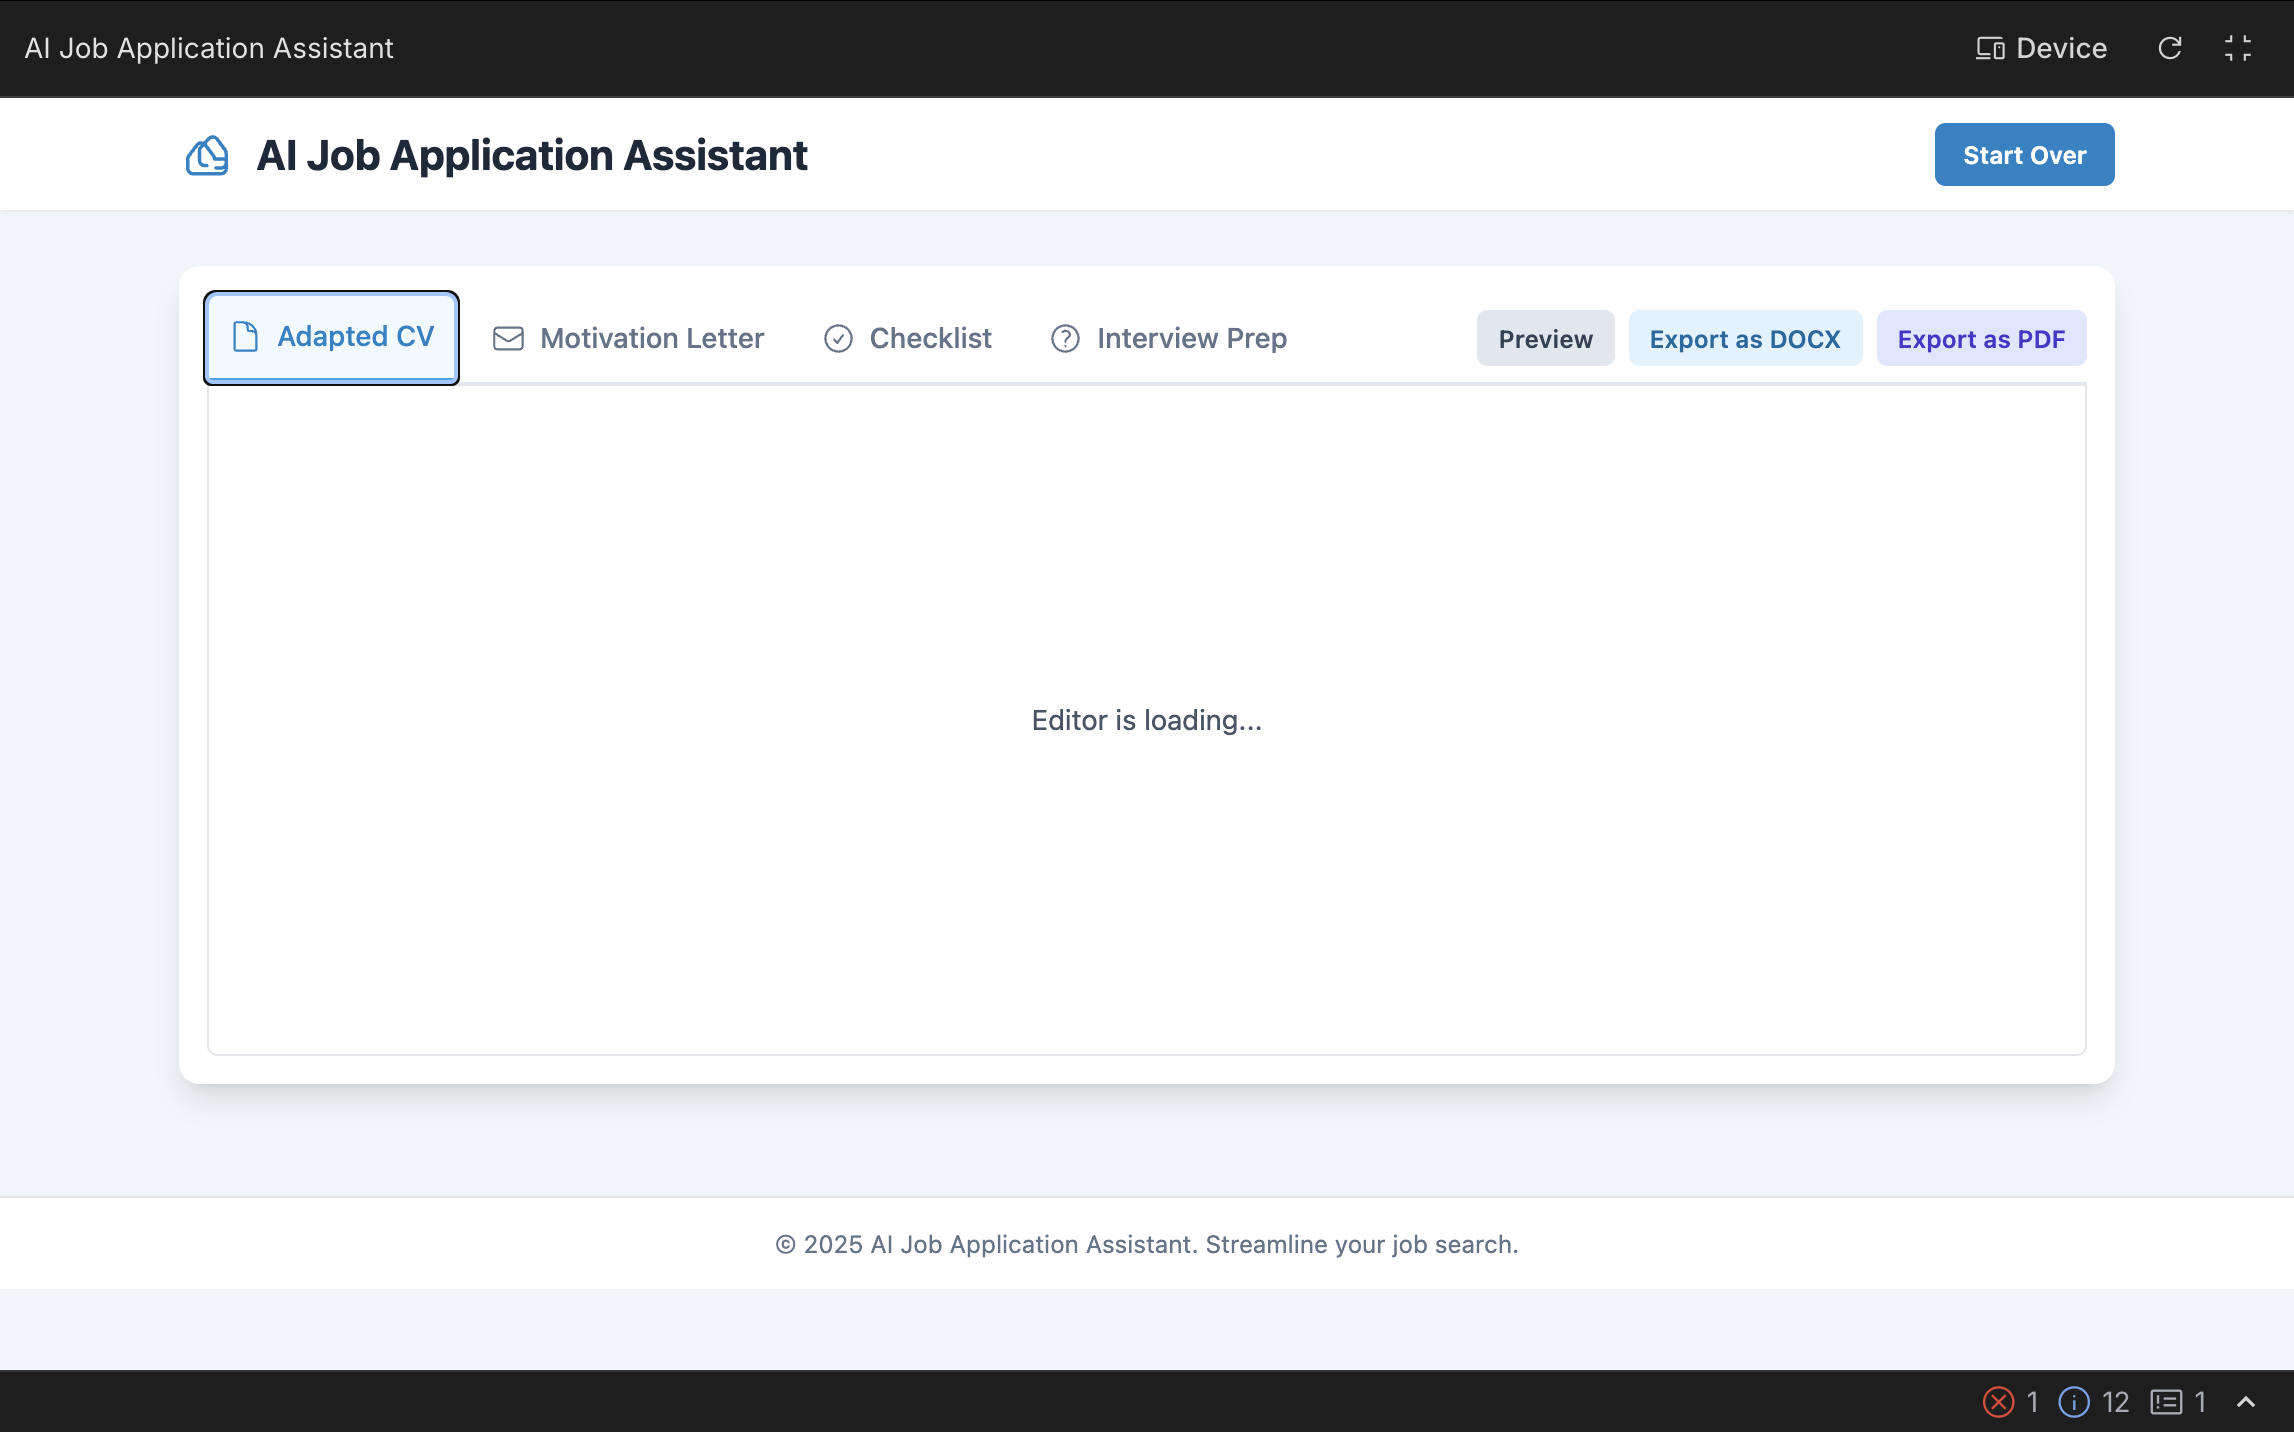 AI Job Application Assistant
Device
AI Job Application Assistant
Start Over
Adapted CV
Motivation Letter
Checklist
Interview Prep
Preview
Export as DOCX
Export as PDF
Editor is loading...
© 2025 AI Job Application Assistant. Streamline your job search.
1
12
1